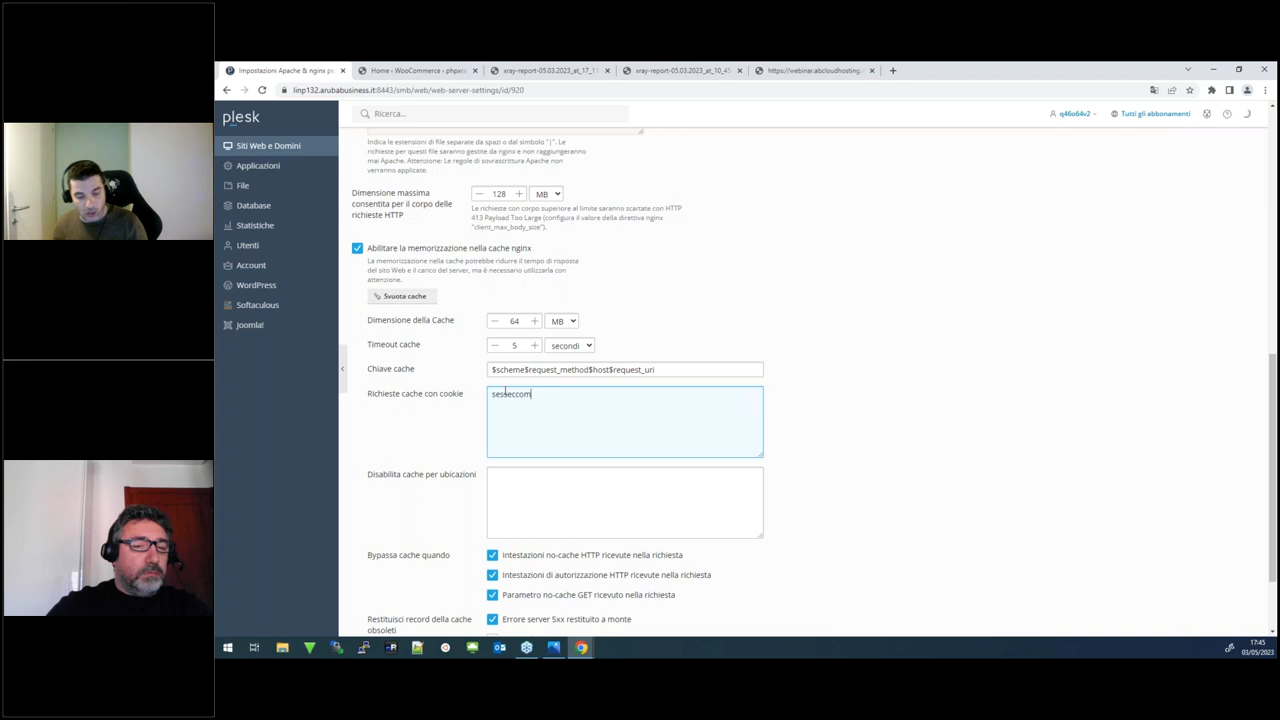 Impostazioni Apache & nginx pe
Home ‹ WooCommerce ‹ phpxra
xray-report-05.03.2023_at_17_11
xray-report-05.03.2023_at_10_45
https://webinar.abcloudhosting.
linp132.arubabusiness.it:8443/smb/web/web-server-settings/id/920
plesk
Ricerca...
q46o64v2
Tutti gli abbonamenti
Siti Web e Domini
Applicazioni
File
Database
Statistiche
Utenti
Account
WordPress
Softaculous
Joomla!
Indica le estensioni di file separate da spazi o dal simbolo "|". Le
richieste per questi file saranno gestite da nginx e non raggiungeranno
mai Apache. Attenzione: Le regole di sovrascrittura Apache non
verranno applicate.
Dimensione massima
consentita per il corpo delle
richieste HTTP
128
MB
Le richieste con corpo superiore al limite saranno scartate con HTTP
413 Payload Too Large (configura il valore della direttiva nginx
"client_max_body_size").
Abilitare la memorizzazione nella cache nginx
La memorizzazione nella cache potrebbe ridurre il tempo di risposta
del sito Web e il carico del server, ma è necessario utilizzarla con
attenzione.
Svuota cache
Dimensione della Cache
64
MB
Timeout cache
5
secondi
Chiave cache
$scheme$request_method$host$request_uri
Richieste cache con cookie
sesseccom
Disabilita cache per ubicazioni
Bypassa cache quando
Intestazioni no-cache HTTP ricevute nella richiesta
Intestazioni di autorizzazione HTTP ricevute nella richiesta
Parametro no-cache GET ricevuto nella richiesta
Restituisci record della cache
obsoleti
Errore server 5xx restituito a monte
17:45
03/05/2023